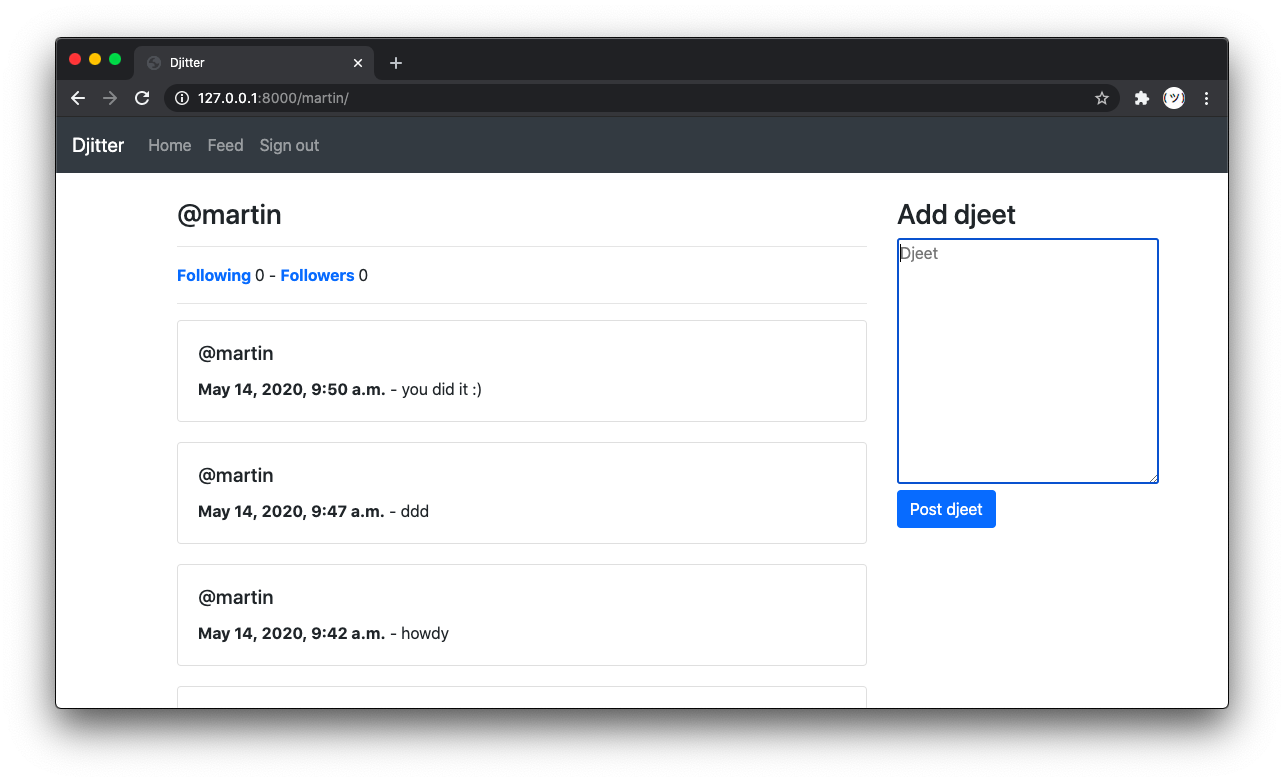 Djitter
127.0.0.1:8000/martin/
(ツ)
Djitter Home Feed Sign out
@martin
Following 0 - Followers 0
@martin
May 14, 2020, 9:50 a.m. - you did it :)
@martin
May 14, 2020, 9:47 a.m. - ddd
@martin
May 14, 2020, 9:42 a.m. - howdy
Add djeet
Djeet
Post djeet